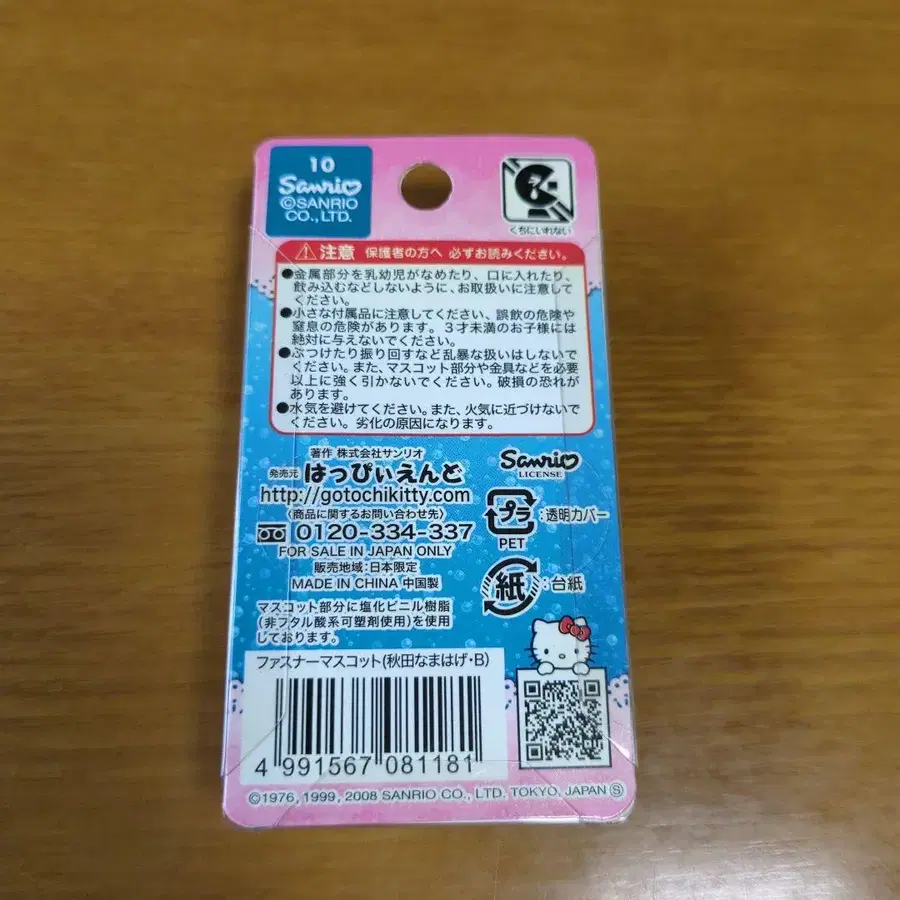 10
Sanrio
©SANRIO
CO., LTD.
くちにいれない
注意 保護者の方へ 必ずお読みください。
●金属部分を乳幼児がなめたり、口に入れたり、
飲み込むなどしないように、お取扱いに注意して
ください。
●小さな付属品に注意してください、誤飲の危険や
窒息の危険があります。3才未満のお子様には
絶対に与えないでください。
●ぶつけたり振り回すなど乱暴な扱いはしないで
ください。また、マスコット部分や金具などを必要
以上に強く引かないでください。破損の恐れが
あります。
●水気を避けてください。また、火気に近づけないで
ください。劣化の原因になります。
著作 株式会社サンリオ
発売元 はっぴぃえんど
http://gotochikitty.com
〈商品に関するお問い合わせ先〉
0120-334-337
FOR SALE IN JAPAN ONLY
販売地域:日本限定
MADE IN CHINA 中国製
Sanrio
LICENSE
プラ :透明カバー
PET
紙 :台紙
マスコット部分に塩化ビニル樹脂
(非フタル酸系可塑剤使用)を使用
しております。
ファスナーマスコット(秋田なまはげ・B)
4 991567 081181
©1976, 1999, 2008 SANRIO CO., LTD. TOKYO, JAPAN Ⓢ